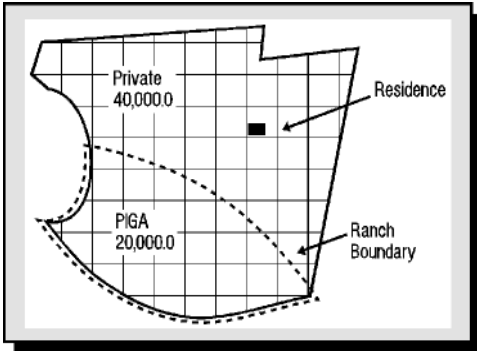 Private
40,000.0
Residence
PIGA
20,000.0
Ranch
Boundary